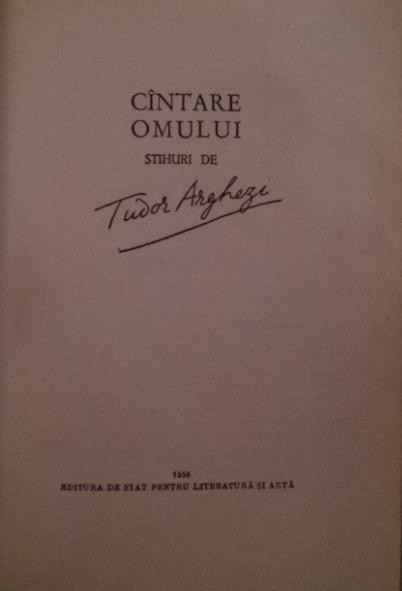 CÎNTARE
OMULUI
STIHURI DE
Tudor Arghezi
1956
EDITURA DE STAT PENTRU LITERATURĂ ȘI ARTĂ